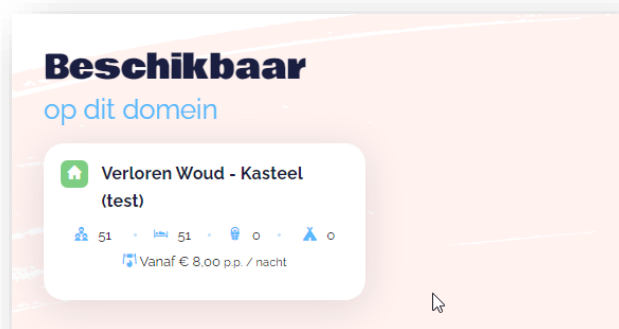 Beschikbaar
op dit domein
Verloren Woud - Kasteel
(test)
51 • 51 • 0 • 0
Vanaf € 8,00 p.p. / nacht